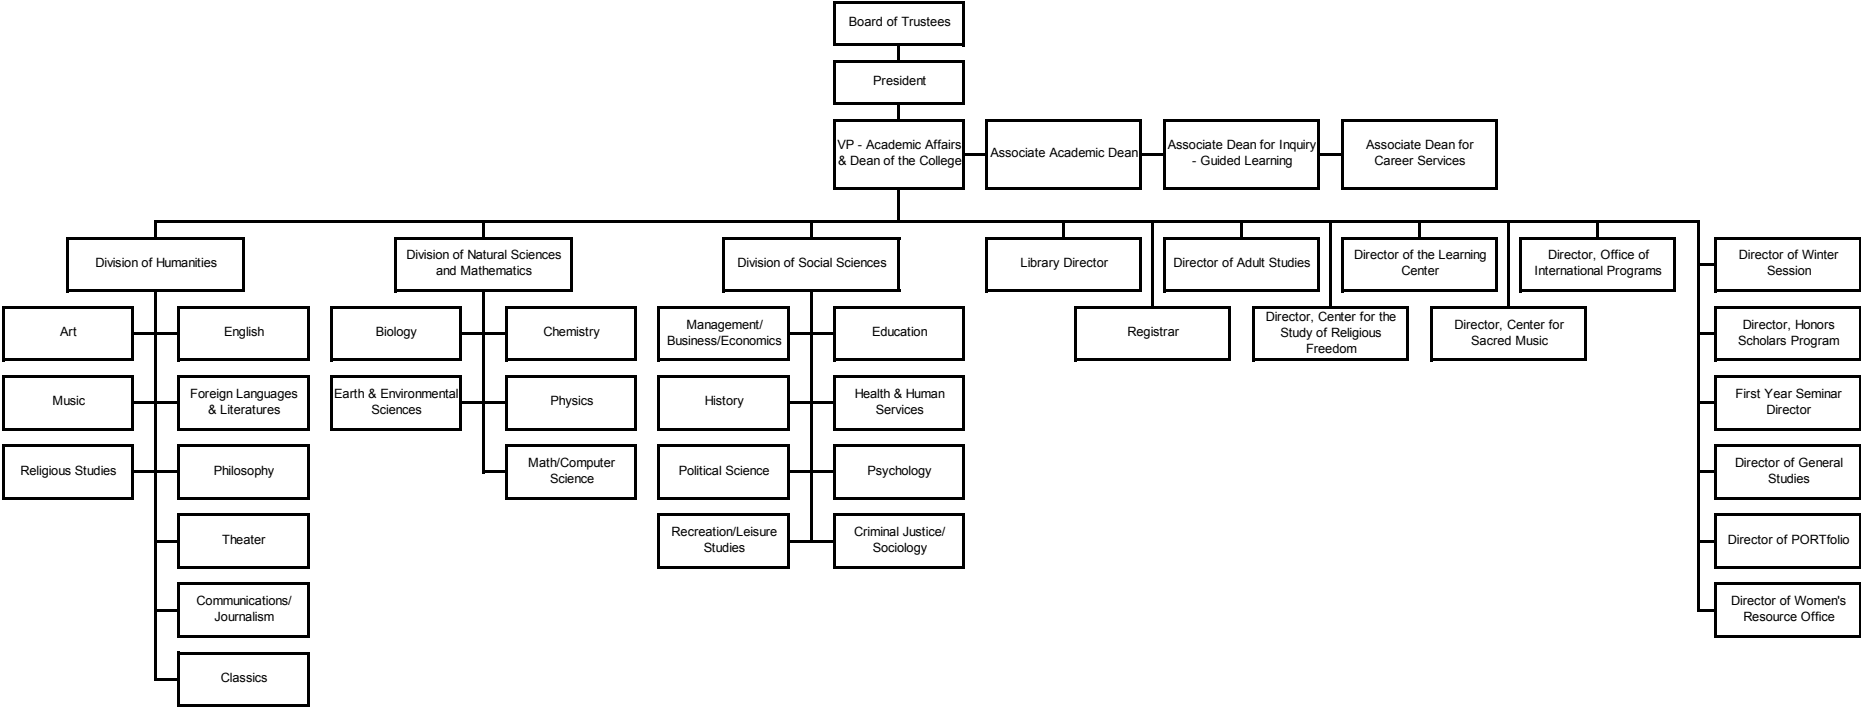 Board of Trustees
President
VP - Academic Affairs
& Dean of the College
Associate Academic Dean
Associate Dean for Inquiry
- Guided Learning
Associate Dean for
Career Services
Division of Humanities
Division of Natural Sciences
and Mathematics
Division of Social Sciences
Library Director
Director of Adult Studies
Director of the Learning
Center
Director, Office of
International Programs
Director of Winter
Session
Art
English
Biology
Chemistry
Management/
Business/Economics
Education
Registrar
Director, Center for the
Study of Religious
Freedom
Director, Center for
Sacred Music
Director, Honors
Scholars Program
Music
Foreign Languages
& Literatures
Earth & Environmental
Sciences
Physics
History
Health & Human
Services
First Year Seminar
Director
Religious Studies
Philosophy
Math/Computer
Science
Political Science
Psychology
Director of General
Studies
Theater
Recreation/Leisure
Studies
Criminal Justice/
Sociology
Director of PORTfolio
Communications/
Journalism
Director of Women's
Resource Office
Classics